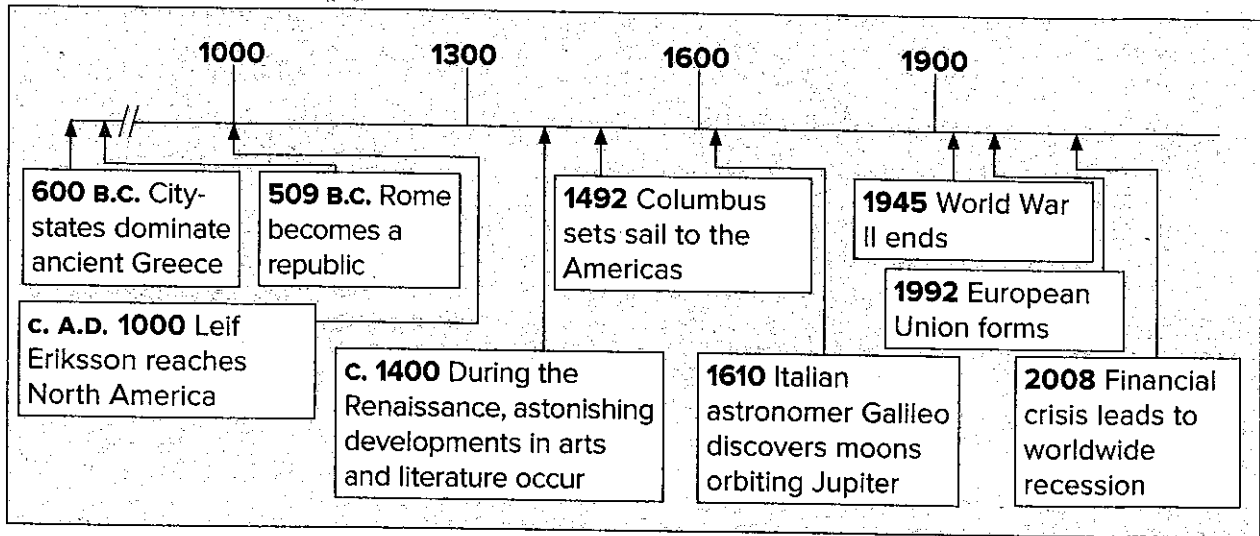 1000
1300
1600
1900
600 B.C. City-
states dominate
ancient Greece
509 B.C. Rome
becomes a
republic
C. A.D. 1000 Leif
Eriksson reaches
North America
C. 1400 During the
Renaissance, astonishing
developments in arts
and literature occur
1492 Columbus
sets sail to the
Americas
1610 Italian
astronomer Galileo
discovers moons
orbiting Jupiter
1945 World War
II ends
1992 European
Union forms
2008 Financial
crisis leads to
worldwide
recession